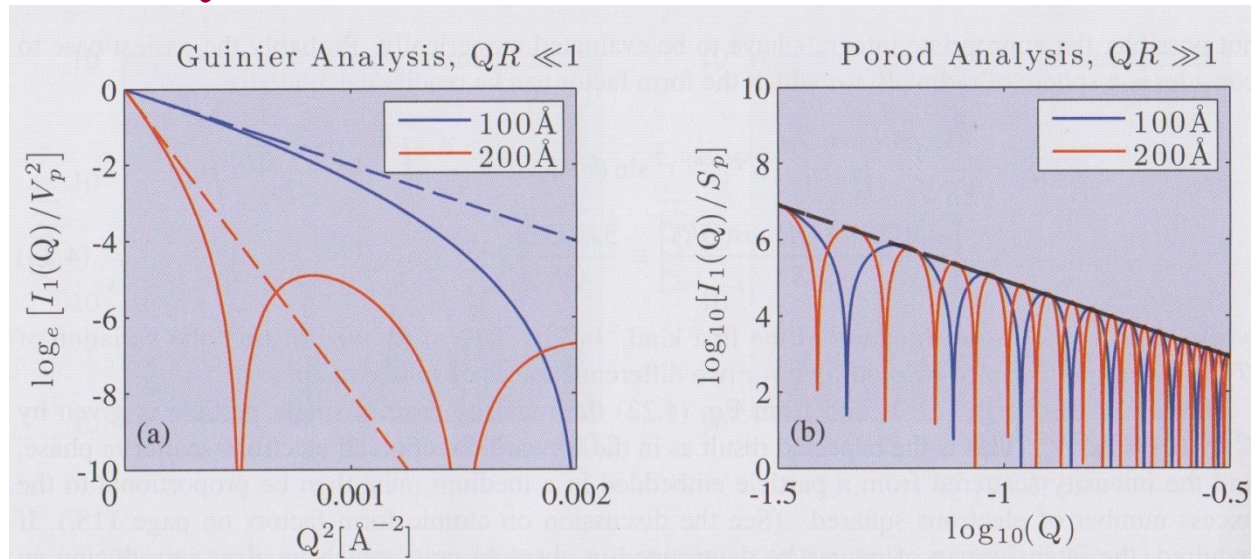 Guinier Analysis, QR ≪ 1
100Å
200Å
0
-2
-4
-6
-8
-10
log_e [I_1(Q)/V_p^2]
(a)
0
0.001
0.002
Q^2[Å^-2]
Porod Analysis, QR ≫ 1
100Å
200Å
10
8
6
4
2
0
log_10[I_1(Q)/S_p]
(b)
-1.5
-1
-0.5
log_10(Q)